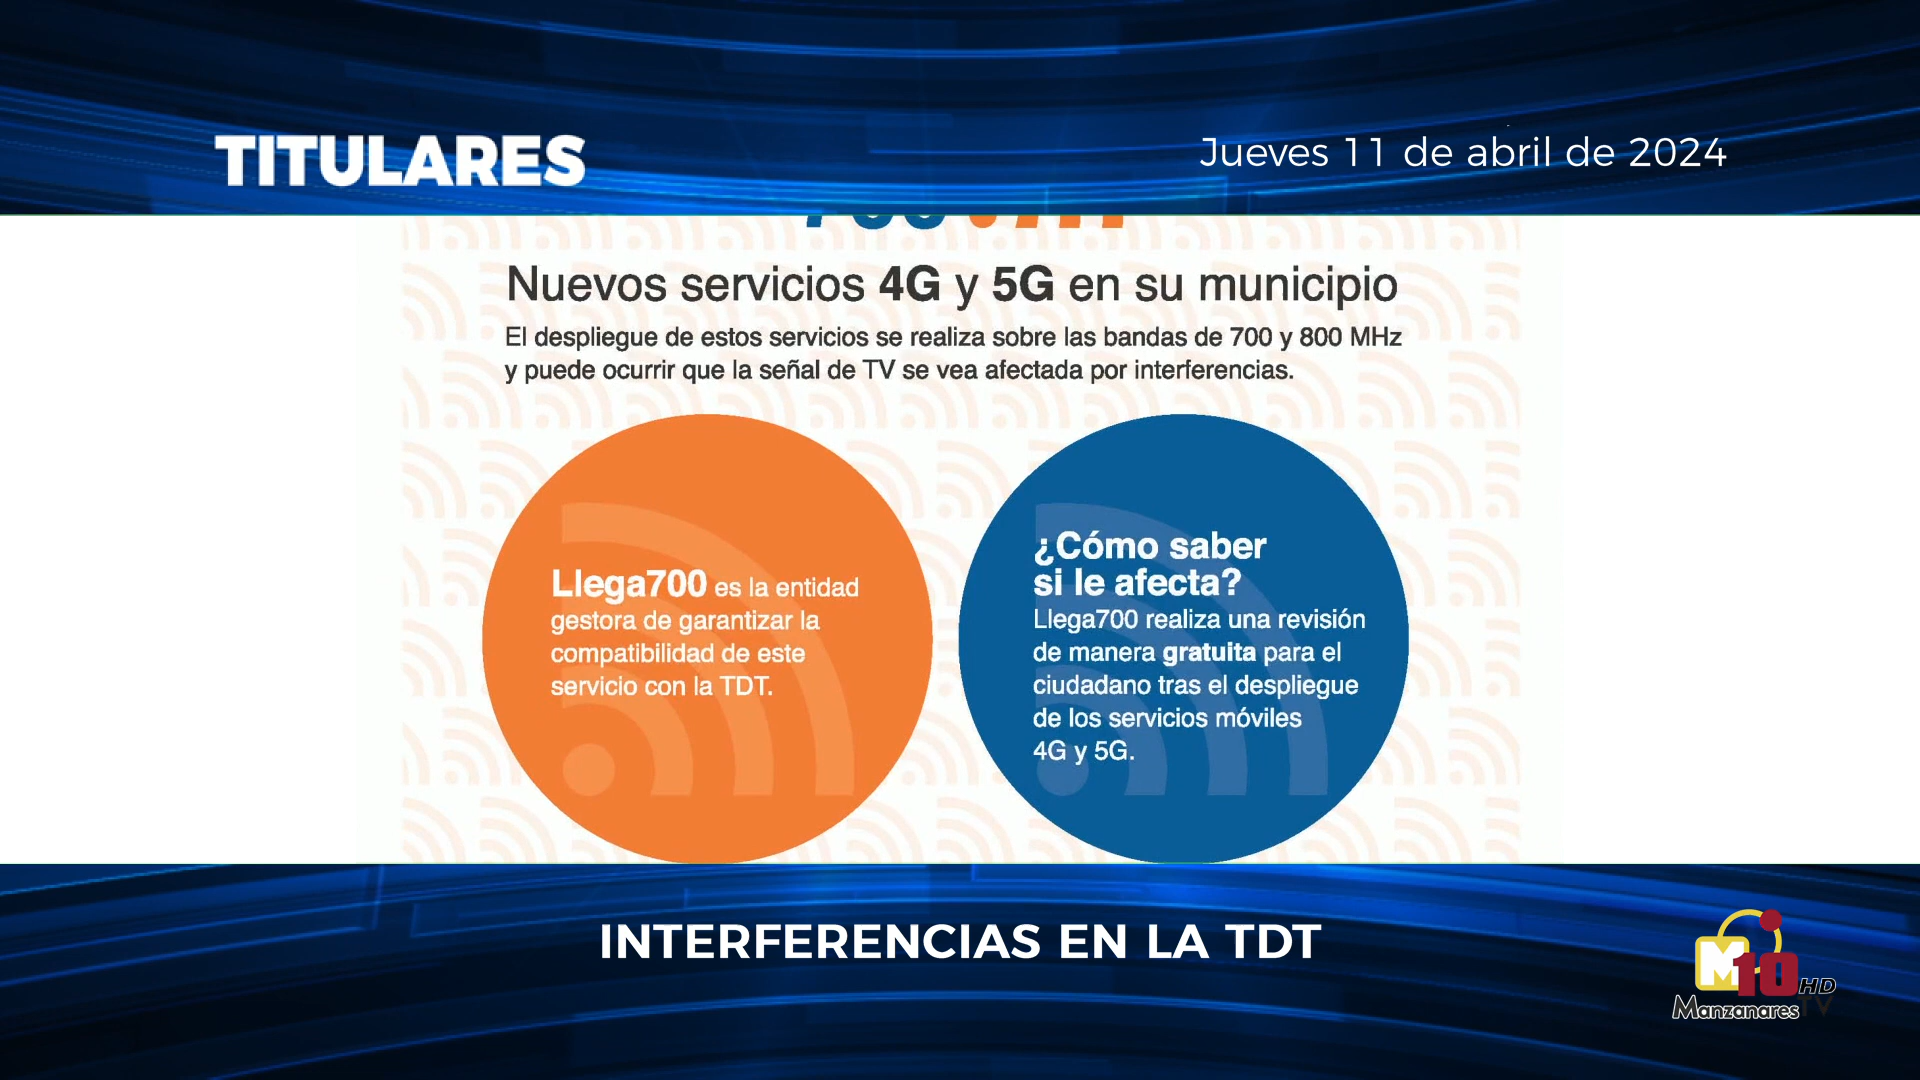 TITULARES
Jueves 11 de abril de 2024
Nuevos servicios 4G y 5G en su municipio
El despliegue de estos servicios se realiza sobre las bandas de 700 y 800 MHz
y puede ocurrir que la señal de TV se vea afectada por interferencias.
Llega700 es la entidad
gestora de garantizar la
compatibilidad de este
servicio con la TDT.
¿Cómo saber
si le afecta?
Llega700 realiza una revisión
de manera gratuita para el
ciudadano tras el despliegue
de los servicios móviles
4G y 5G.
INTERFERENCIAS EN LA TDT
M10 HD
Manzanares TV